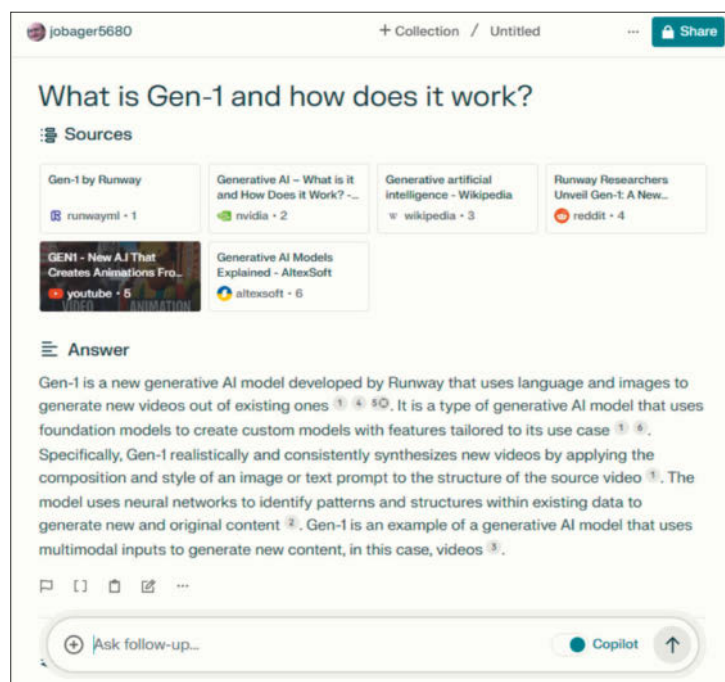 jobager5680
+ Collection / Untitled
...
Share
What is Gen-1 and how does it work?
Sources
Gen-1 by Runway
runwayml • 1
Generative AI – What is it
and How Does it Work? -...
nvidia • 2
Generative artificial
intelligence - Wikipedia
W wikipedia • 3
Runway Researchers
Unveil Gen-1: A New...
reddit • 4
GEN1 - New A.I That
Creates Animations Fro...
youtube • 5
VIDEO ANIMATION
Generative AI Models
Explained - AltexSoft
altexsoft • 6
Answer
Gen-1 is a new generative AI model developed by Runway that uses language and images to
generate new videos out of existing ones 1 4 5. It is a type of generative AI model that uses
foundation models to create custom models with features tailored to its use case 1 6.
Specifically, Gen-1 realistically and consistently synthesizes new videos by applying the
composition and style of an image or text prompt to the structure of the source video 1. The
model uses neural networks to identify patterns and structures within existing data to
generate new and original content 2. Gen-1 is an example of a generative AI model that uses
multimodal inputs to generate new content, in this case, videos 3.
...
Ask follow-up...
Copilot